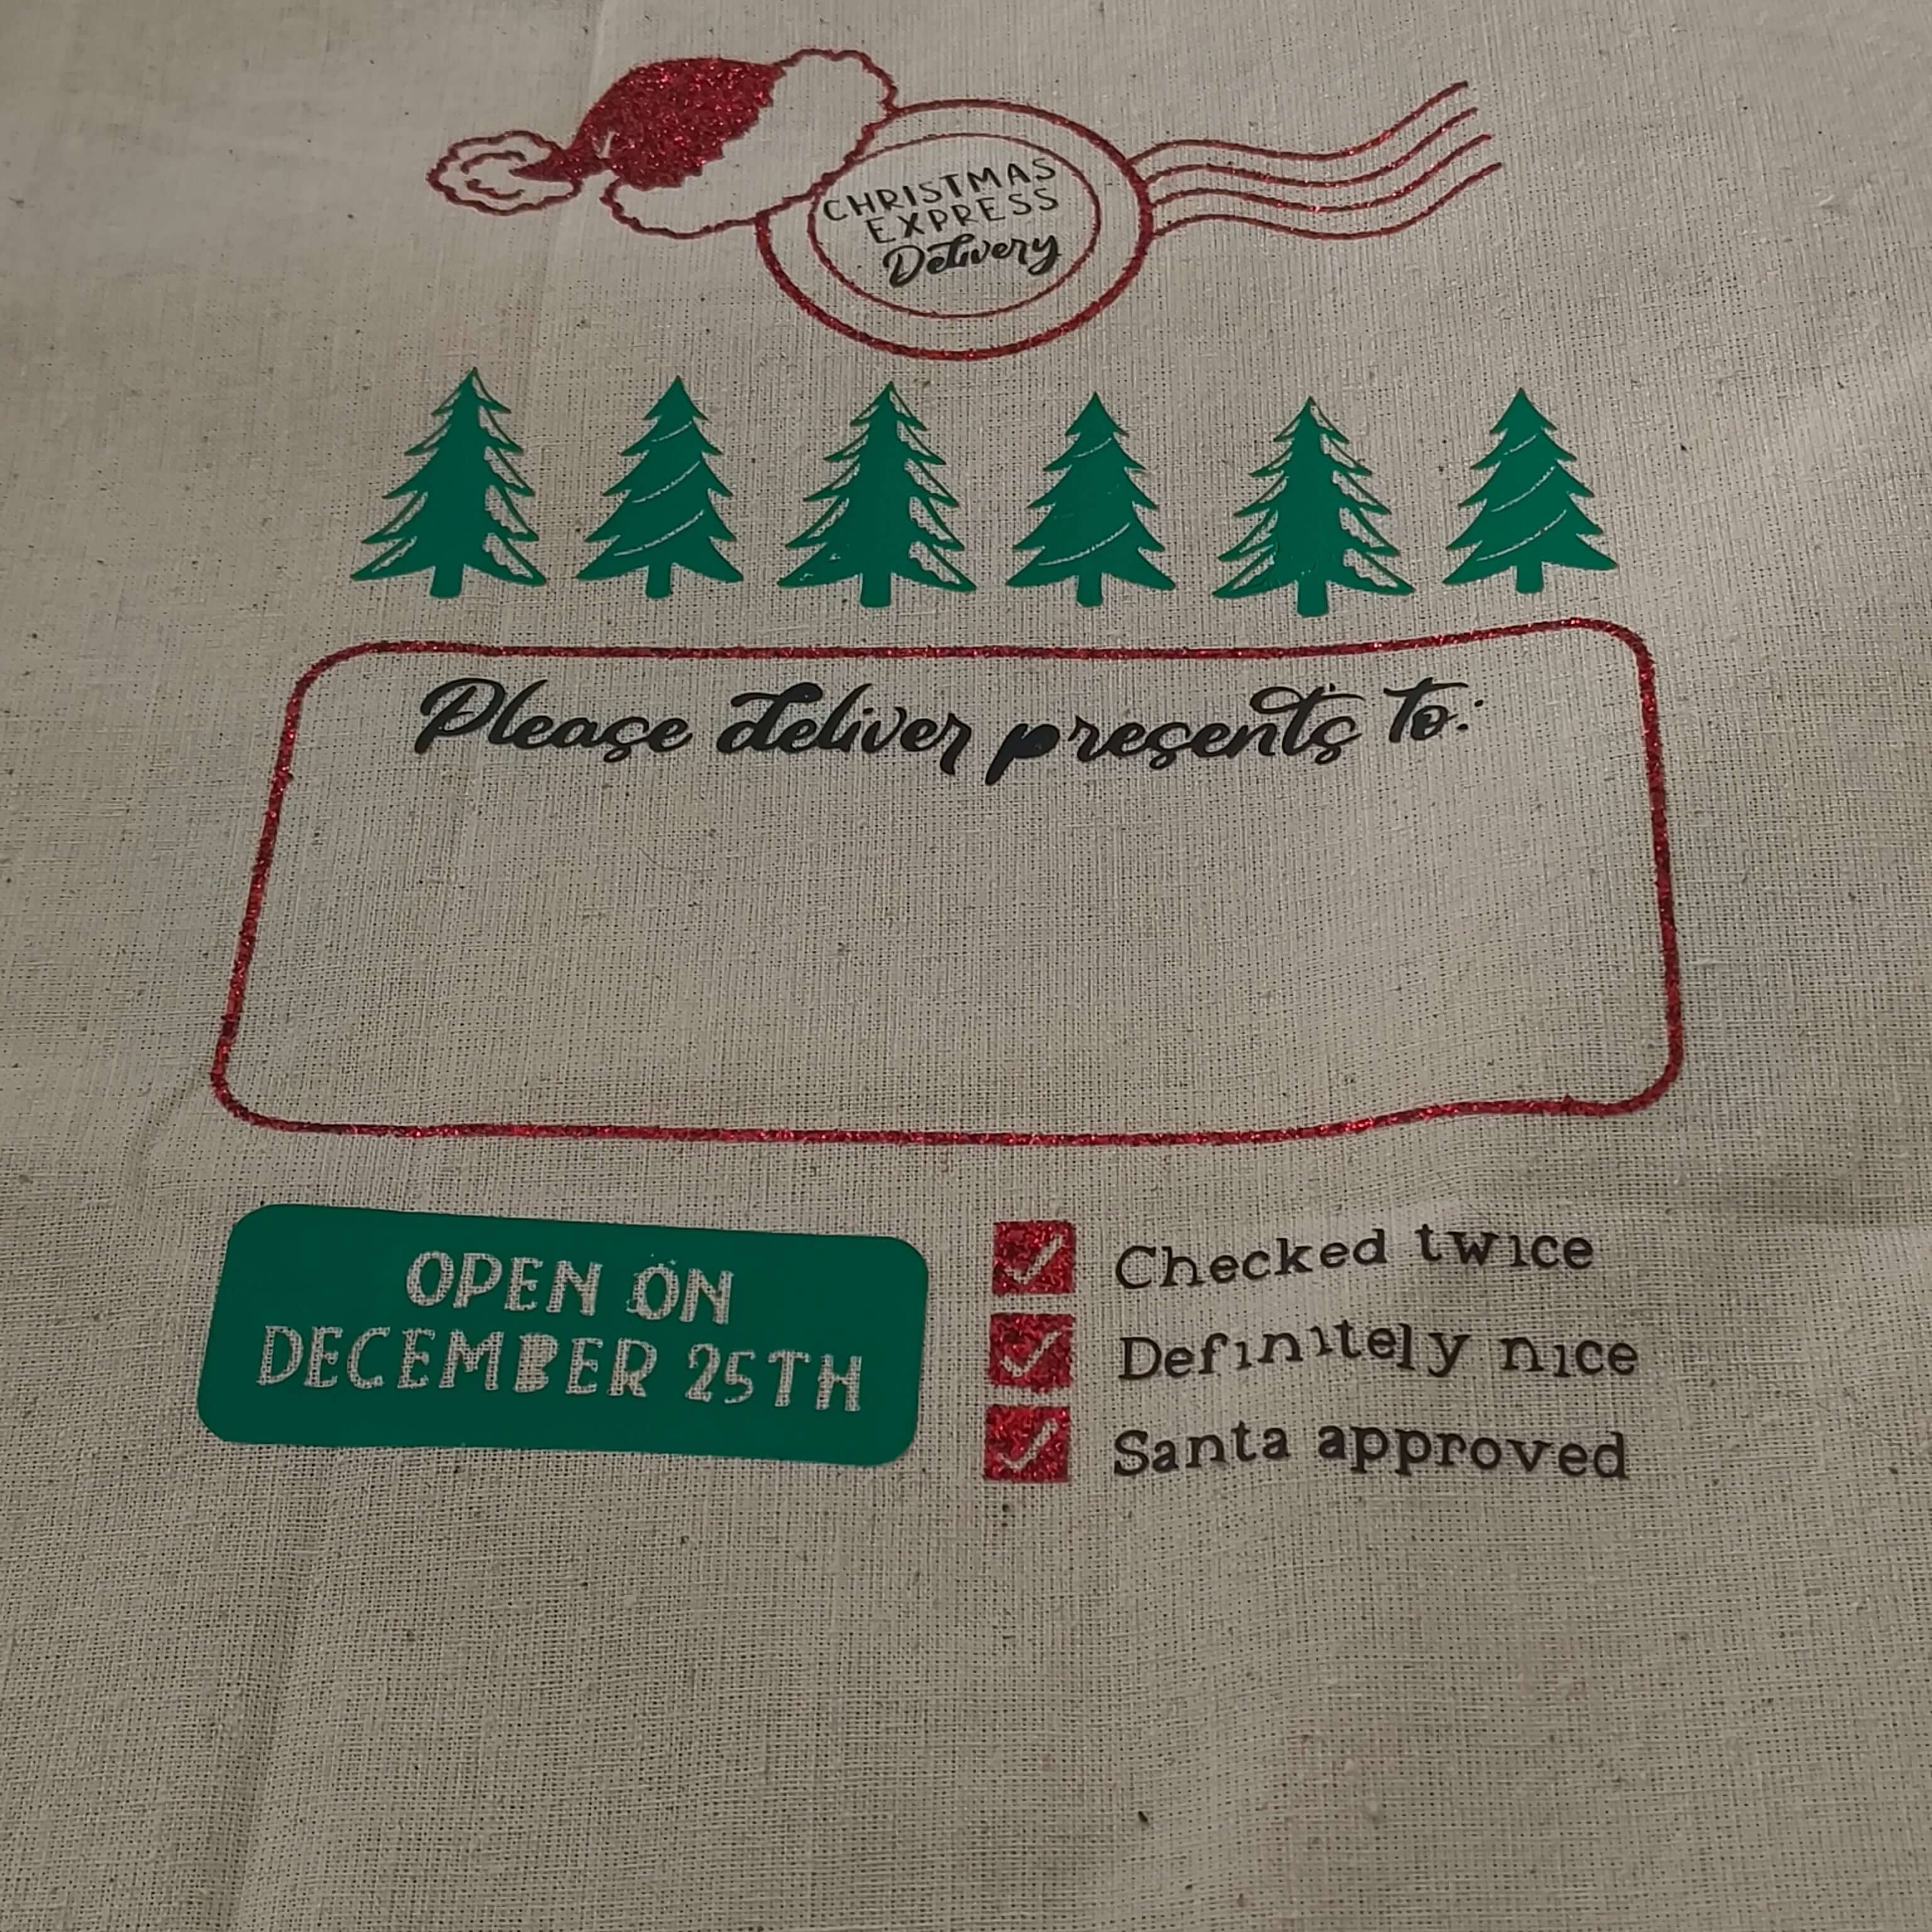 CHRISTMAS
EXPRESS
Delivery
Please deliver presents to:
OPEN ON
DECEMBER 25TH
Checked twice
Definitely nice
Santa approved